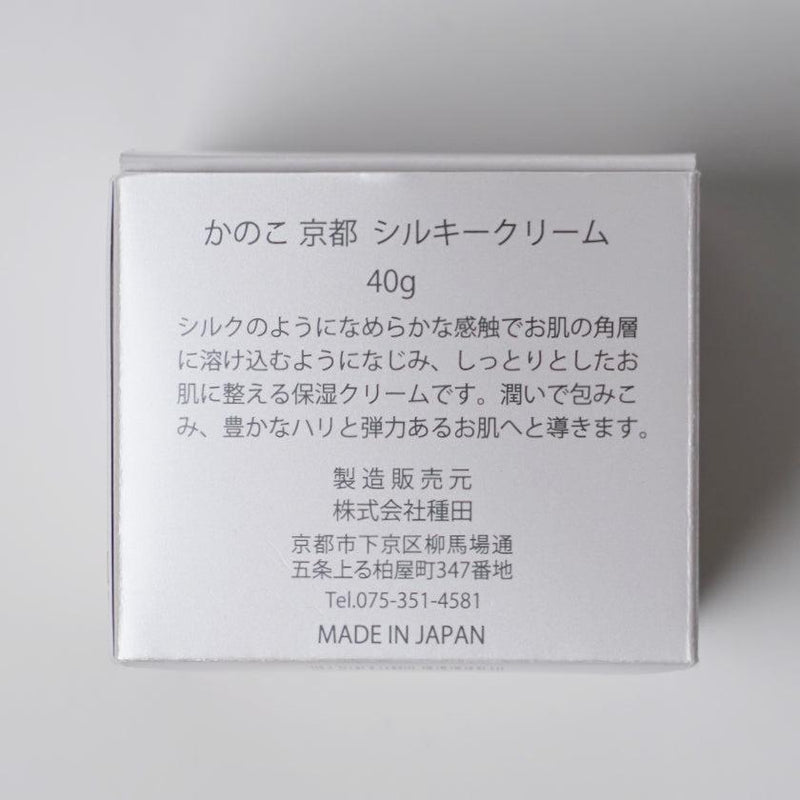 かのこ 京都 シルキークリーム
40g
シルクのようになめらかな感触でお肌の角層
に溶け込むようになじみ、しっとりとしたお
肌に整える保湿クリームです。潤いで包みこ
み、豊かなハリと弾力あるお肌へと導きます。
製造販売元
株式会社種田
京都市下京区柳馬場通
五条上る柏屋町347番地
Tel.075-351-4581
MADE IN JAPAN